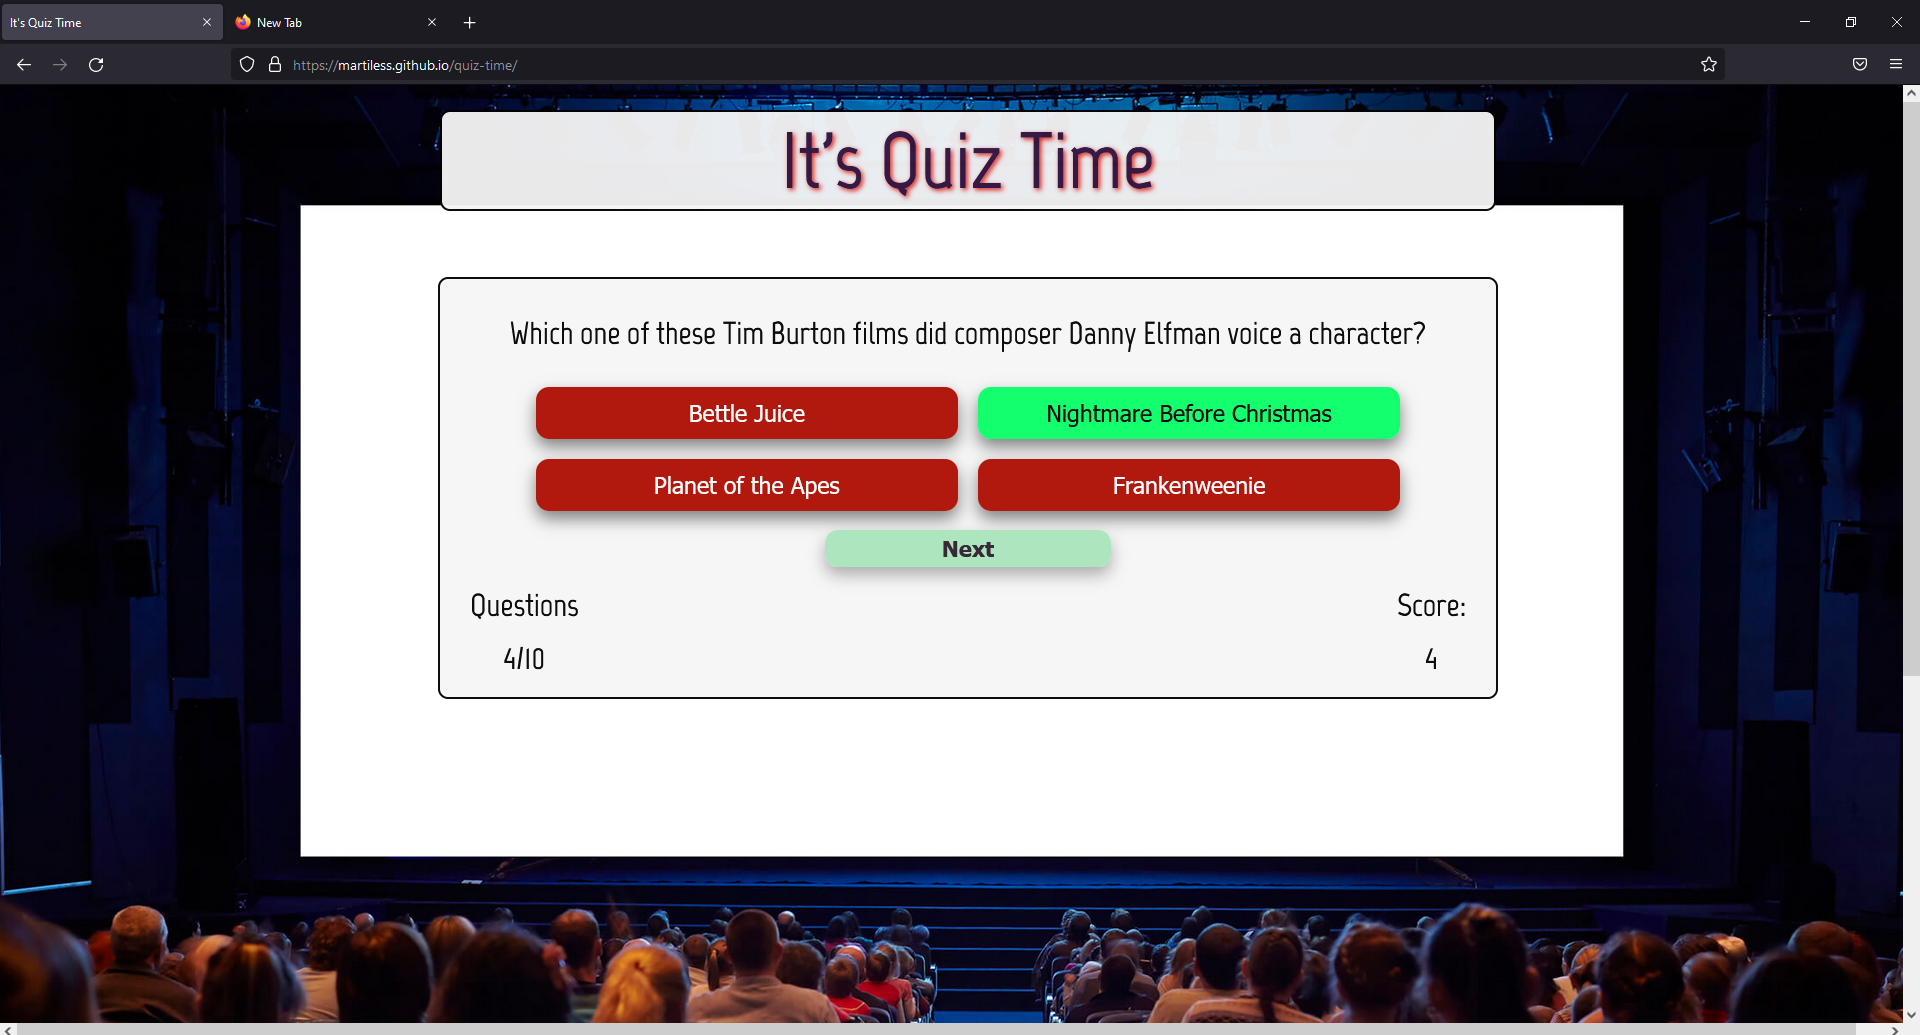 It's Quiz Time
New Tab
https://martiless.github.io/quiz-time/
It's Quiz Time
Which one of these Tim Burton films did composer Danny Elfman voice a character?
Bettle Juice
Nightmare Before Christmas
Planet of the Apes
Frankenweenie
Next
Questions
Score:
4/10
4